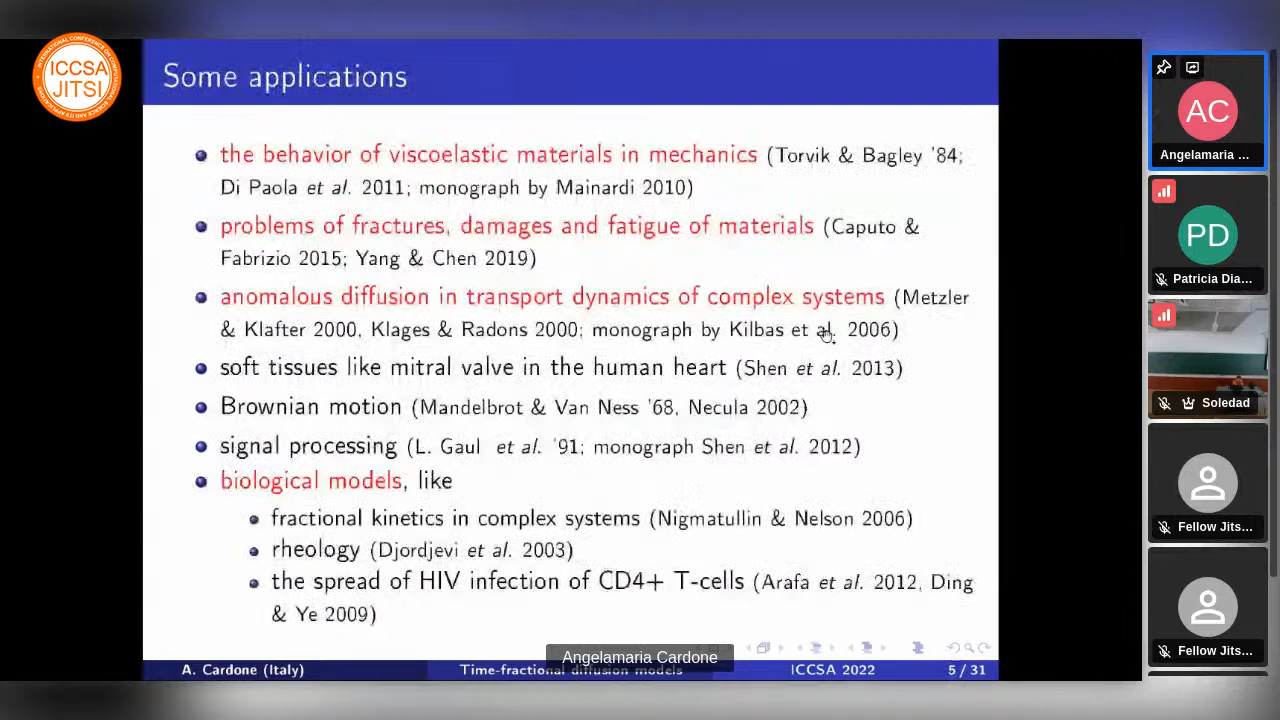 ICCSA
JITSI
Some applications
the behavior of viscoelastic materials in mechanics (Torvik & Bagley '84;
Di Paola et al. 2011; monograph by Mainardi 2010)
problems of fractures, damages and fatigue of materials (Caputo &
Fabrizio 2015; Yang & Chen 2019)
anomalous diffusion in transport dynamics of complex systems (Metzler
& Klafter 2000, Klages & Radons 2000; monograph by Kilbas et al. 2006)
soft tissues like mitral valve in the human heart (Shen et al. 2013)
Brownian motion (Mandelbrot & Van Ness '68, Necula 2002)
signal processing (L. Gaul et al. '91; monograph Shen et al. 2012)
biological models, like
fractional kinetics in complex systems (Nigmatullin & Nelson 2006)
rheology (Djordjevi et al. 2003)
the spread of HIV infection of CD4+ T-cells (Arafa et al. 2012, Ding
& Ye 2009)
Angelamaria Cardone
A. Cardone (Italy) Time-fractional diffusion models ICCSA 2022 5 / 31
AC
Angelamaria ...
PD
Patricia Dia...
Soledad
Fellow Jits...
Fellow Jits...